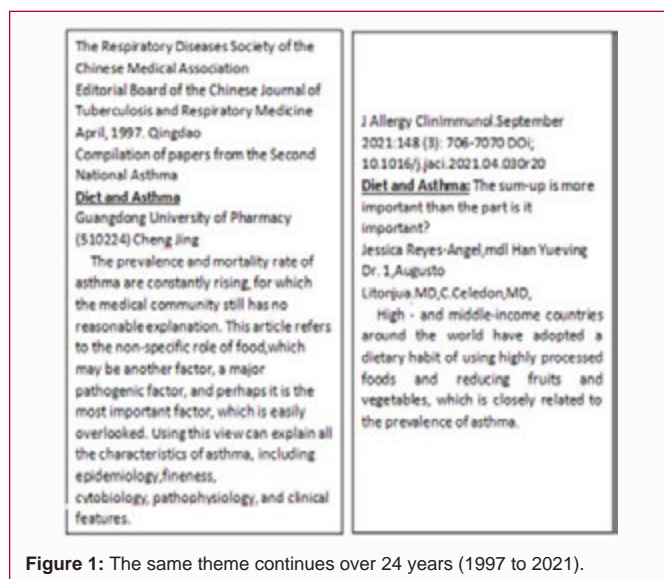 The Respiratory Diseases Society of the
Chinese Medical Association
Editorial Board of the Chinese Journal of
Tuberculosis and Respiratory Medicine
April, 1997. Qingdao
Compilation of papers from the Second
National Asthma
Diet and Asthma
Guangdong University of Pharmacy
(510224) Cheng Jing
The prevalence and mortality rate of
asthma are constantly rising, for which
the medical community still has no
reasonable explanation. This article refers
to the non-specific role of food,which
may be another factor, a major
pathogenic factor, and perhaps it is the
most important factor, which is easily
overlooked. Using this view can explain all
the characteristics of asthma, including
epidemiology,fineness,
cytobiology, pathophysiology, and clinical
features.
J Allergy ClinImmunol.September
2021:148 (3): 706-7070 DOi;
10.1016/j.jaci.2021.04.030r20
Diet and Asthma: The sum-up is more
important than the part is it
important?
Jessica Reyes-Angel,mdl Han Yueving
Dr. 1,Augusto
Litonjua,MD,C.Celedon,MD,
High - and middle-income countries
around the world have adopted a
dietary habit of using highly processed
foods and reducing fruits and
vegetables, which is closely related to
the prevalence of asthma.
Figure 1: The same theme continues over 24 years (1997 to 2021).